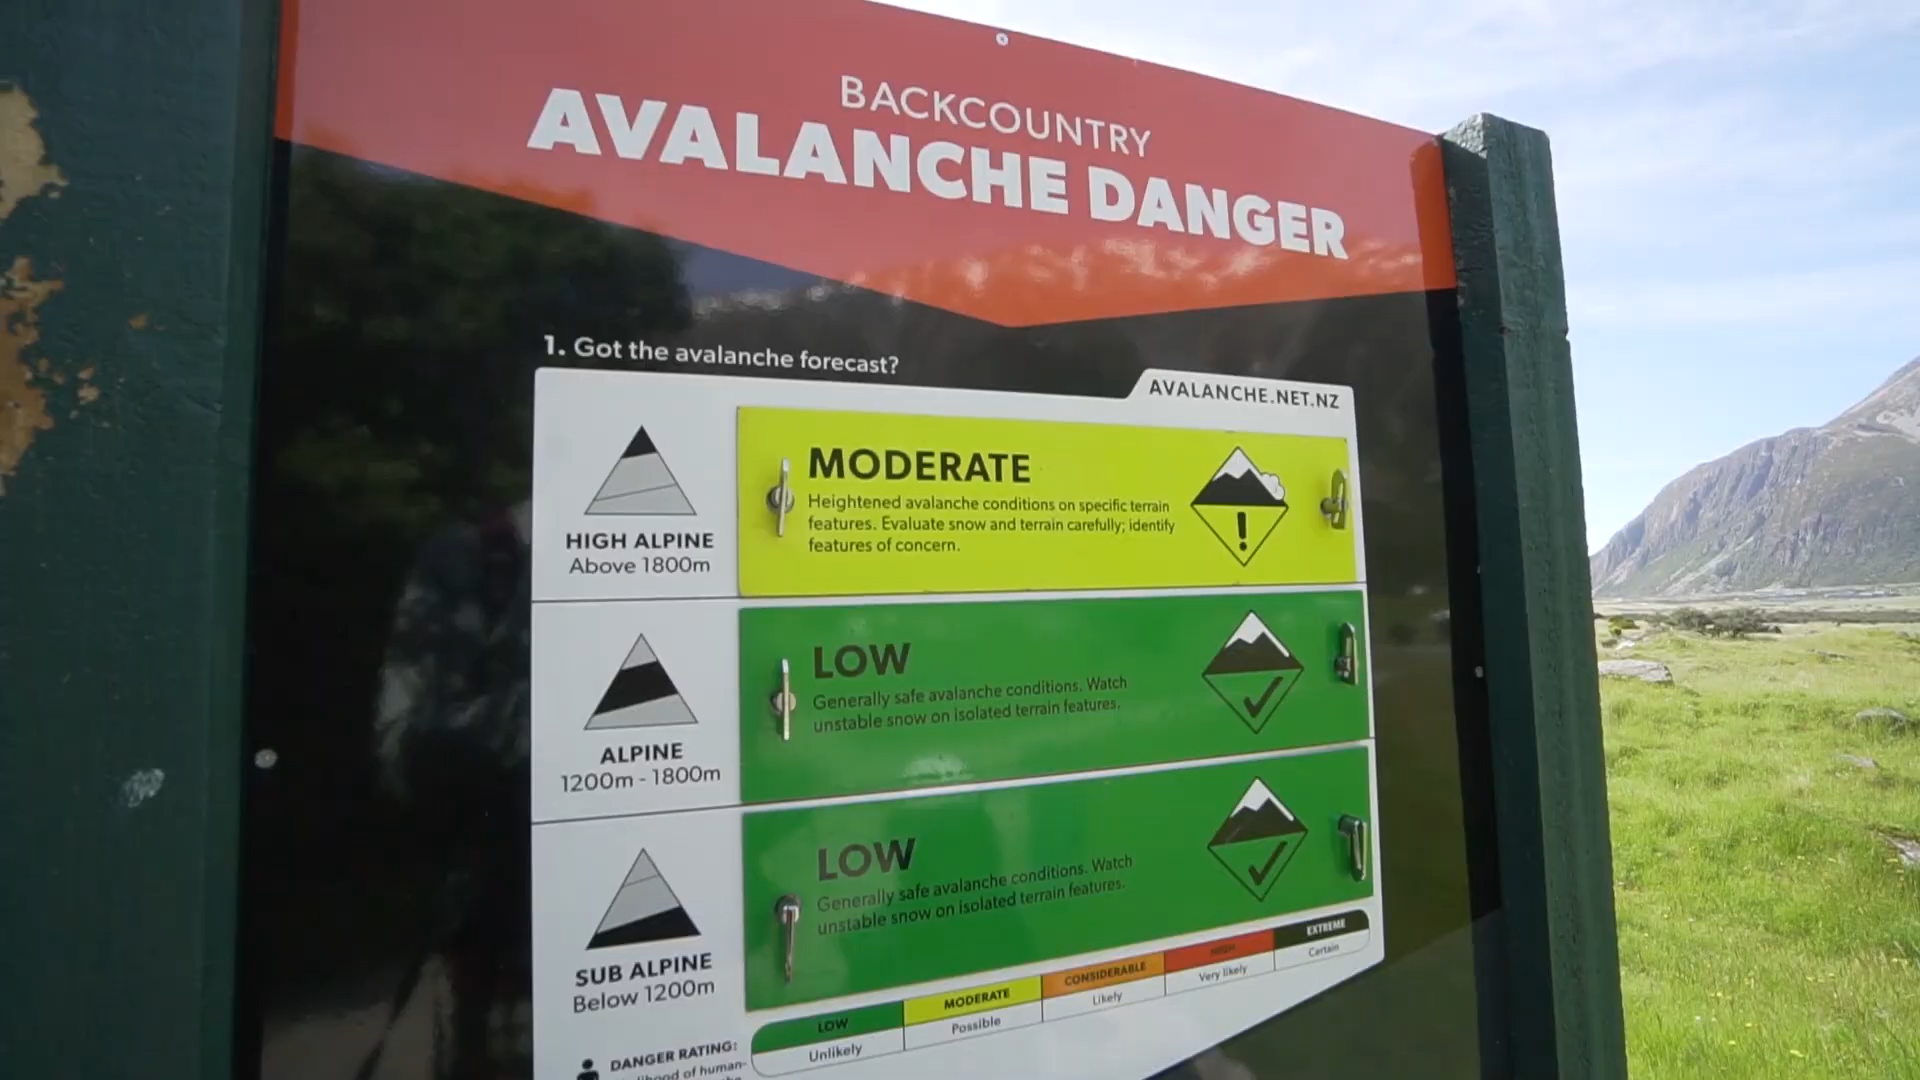 BACKCOUNTRY
AVALANCHE DANGER
1. Got the avalanche forecast?
AVALANCHE.NET.NZ
HIGH ALPINE
Above 1800m
MODERATE
Heightened avalanche conditions on specific terrain
features. Evaluate snow and terrain carefully; identify
features of concern.
ALPINE
1200m - 1800m
LOW
Generally safe avalanche conditions. Watch
unstable snow on isolated terrain features.
SUB ALPINE
Below 1200m
LOW
Generally safe avalanche conditions. Watch
unstable snow on isolated terrain features.
LOW
MODERATE
CONSIDERABLE
HIGH
EXTREME
Unlikely
Possible
Likely
Very likely
Certain
DANGER RATING:
of human-